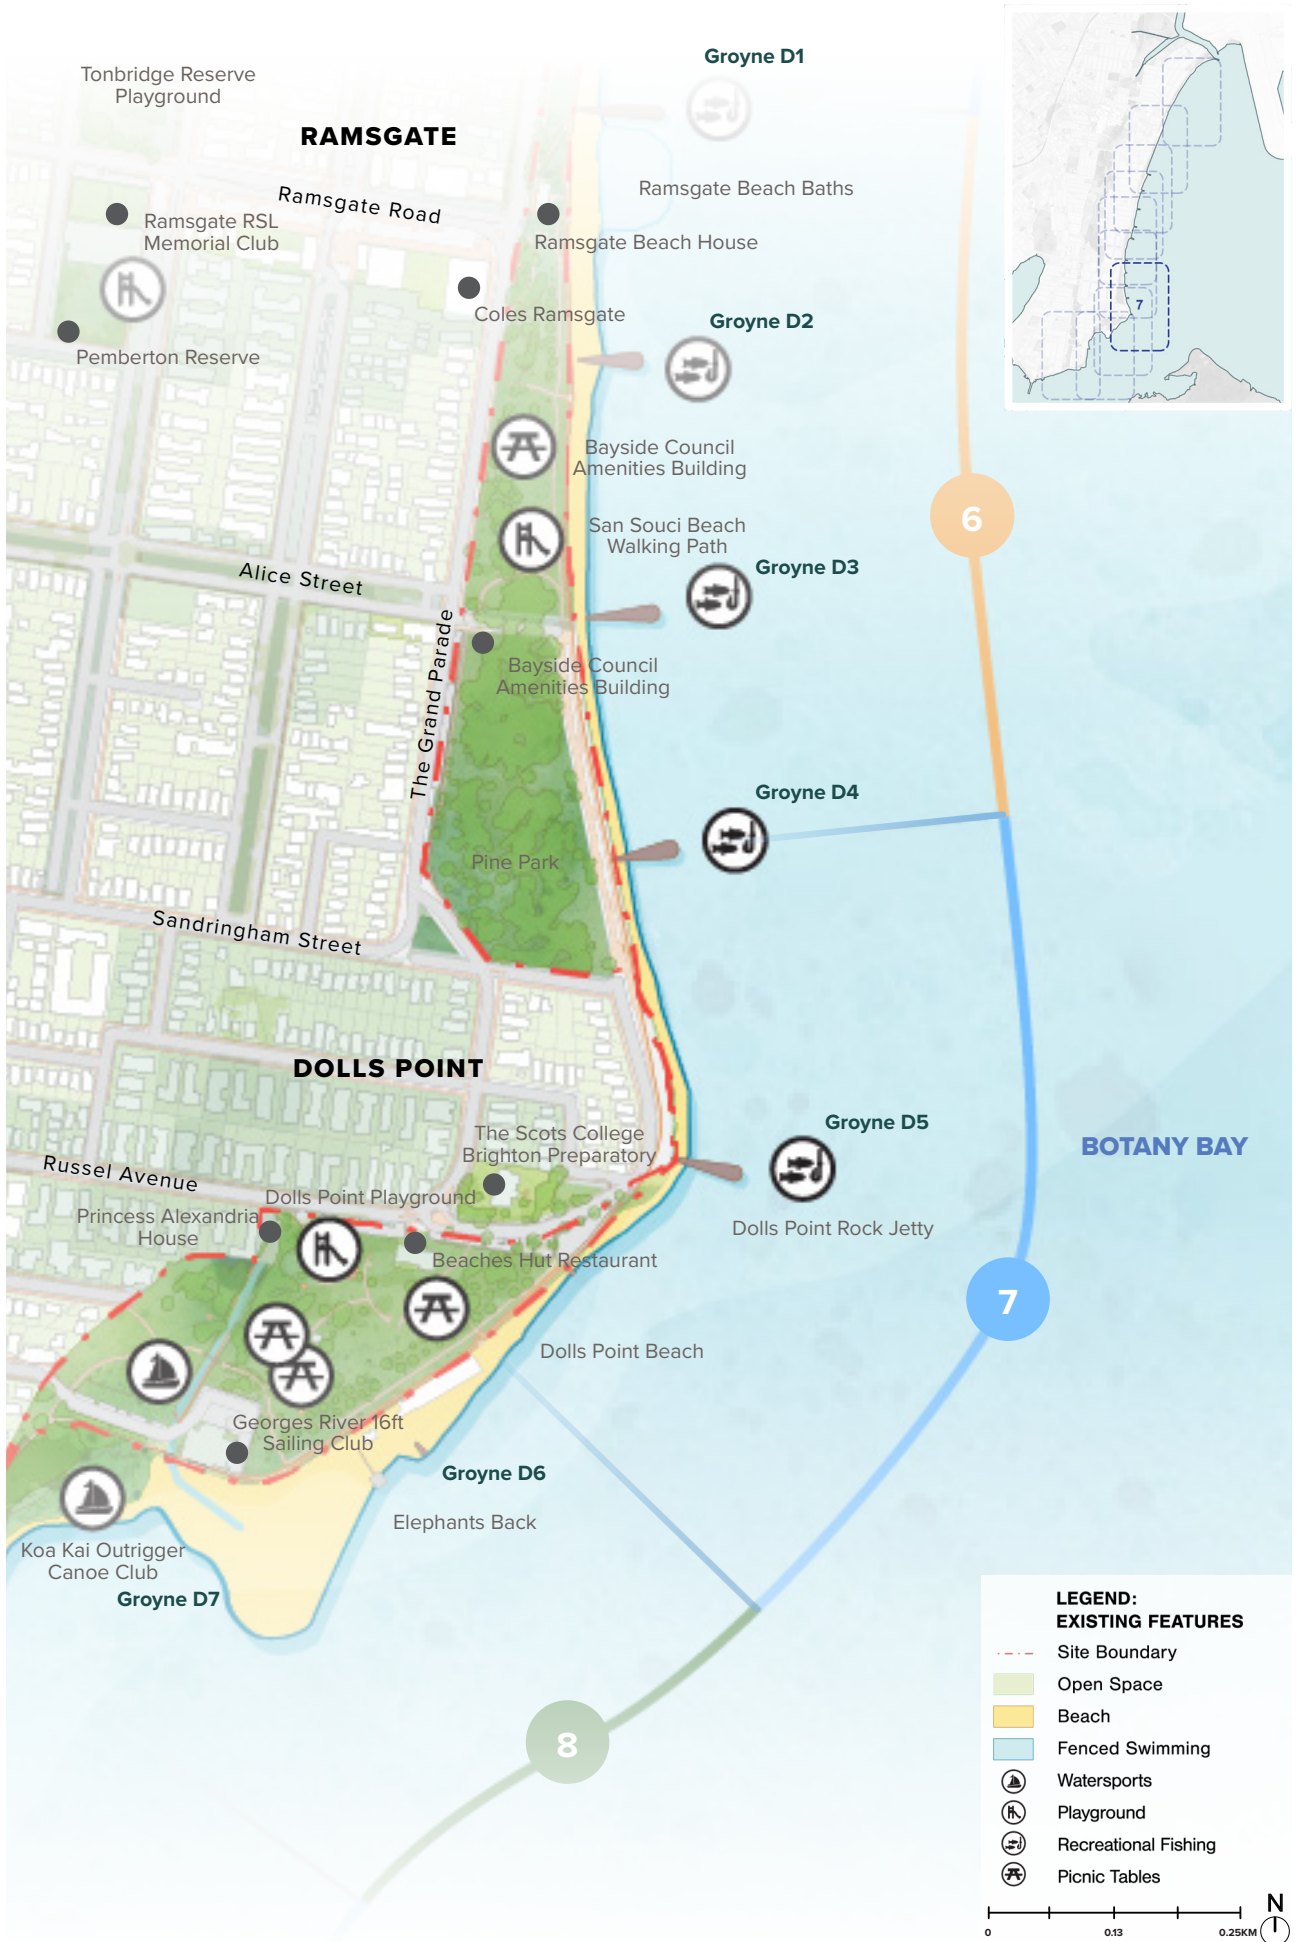 Groyne D1
Tonbridge Reserve
Playground
RAMSGATE
Ramsgate Road
Ramsgate Beach Baths
Ramsgate RSL
Memorial Club
Ramsgate Beach House
Coles Ramsgate
Groyne D2
Pemberton Reserve
7
Bayside Council
Amenities Building
6
San Souci Beach
Walking Path
Groyne D3
Alice Street
The Grand Parade
Bayside Council
Amenities Building
Groyne D4
Pine Park
Sandringham Street
DOLLS POINT
Groyne D5
The Scots College
Brighton Preparatory
BOTANY BAY
Russel Avenue
Dolls Point Playground
Princess Alexandria
House
Dolls Point Rock Jetty
Beaches Hut Restaurant
7
Dolls Point Beach
Georges River 16ft
Sailing Club
Groyne D6
Elephants Back
Koa Kai Outrigger
Canoe Club
Groyne D7
8
LEGEND:
EXISTING FEATURES
Site Boundary
Open Space
Beach
Fenced Swimming
Watersports
Playground
Recreational Fishing
Picnic Tables
N
0
0.13
0.25KM